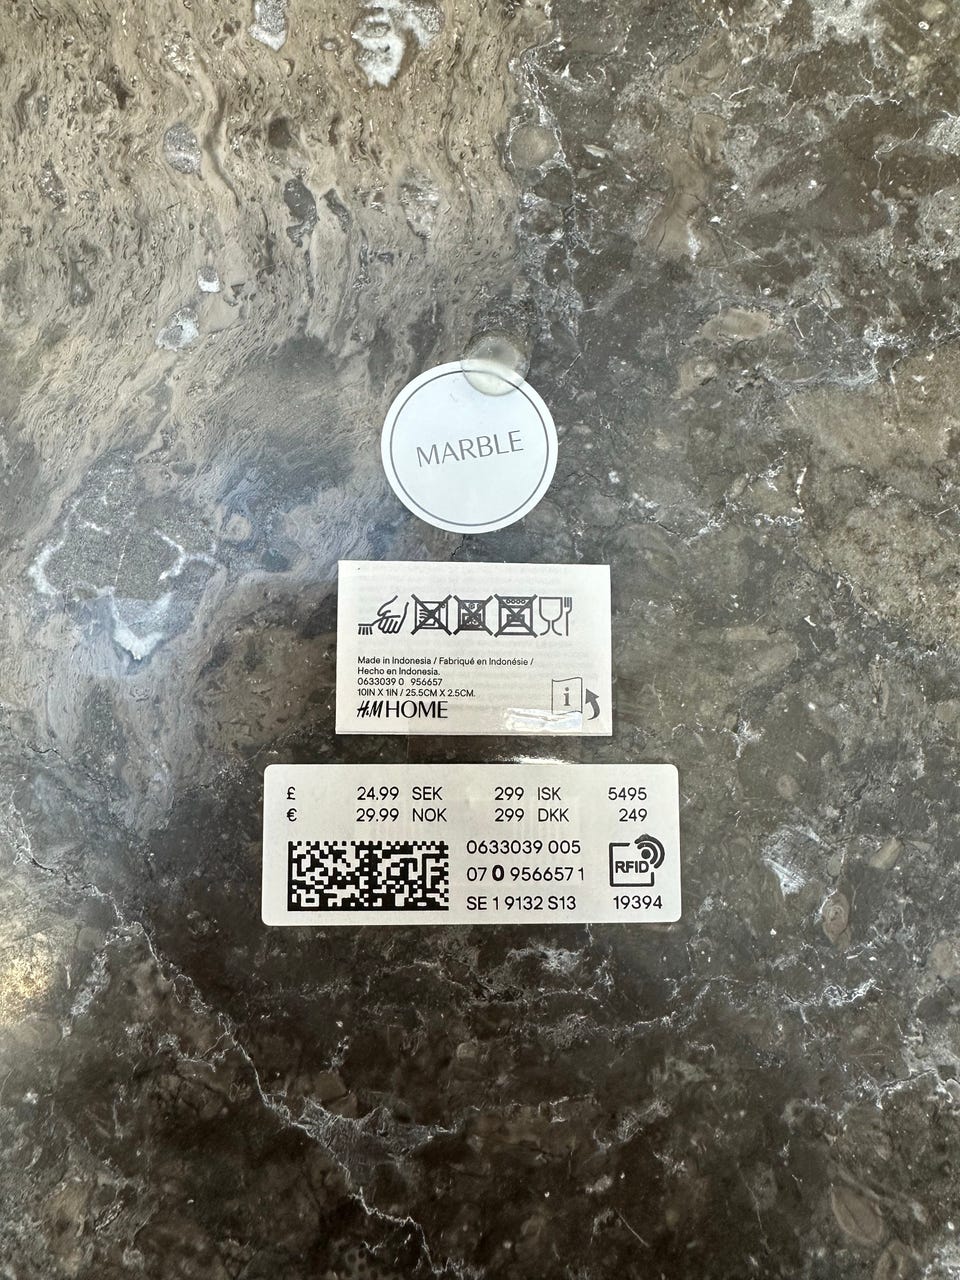 MARBLE
Made in Indonesia / Fabriqué en Indonésie /
Hecho en Indonesia.
0633039 0 956657
10IN X 1IN / 25.5CM X 2.5CM.
H&M HOME
i
£ 24.99 SEK 299 ISK 5495
€ 29.99 NOK 299 DKK 249
0633039 005
07 0 956657 1
RFID
SE 1 9132 S13 19394